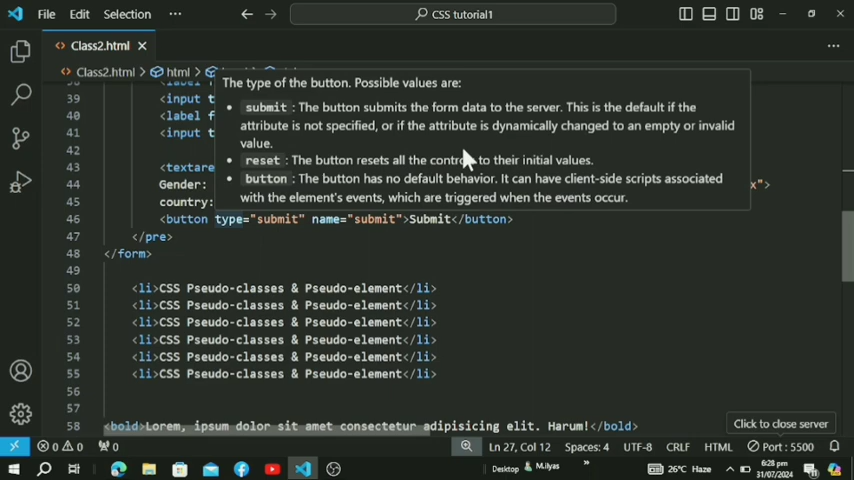 File Edit Selection ··· CSS tutorial1
Class2.html
Class2.html > html >
The type of the button. Possible values are:
• submit: The button submits the form data to the server. This is the default if the
attribute is not specified, or if the attribute is dynamically changed to an empty or invalid
value.
• reset: The button resets all the controls to their initial values.
• button: The button has no default behavior. It can have client-side scripts associated
with the element's events, which are triggered when the events occur.
39 <input t
40 <label f
41 <input t
42
43 <textare
44 Gender: x">
45 country:
46 <button type="submit" name="submit">Submit</button>
47 </pre>
48 </form>
49
50 <li>CSS Pseudo-classes & Pseudo-element</li>
51 <li>CSS Pseudo-classes & Pseudo-element</li>
52 <li>CSS Pseudo-classes & Pseudo-element</li>
53 <li>CSS Pseudo-classes & Pseudo-element</li>
54 <li>CSS Pseudo-classes & Pseudo-element</li>
55 <li>CSS Pseudo-classes & Pseudo-element</li>
56
57
58 <bold>Lorem, ipsum dolor sit amet consectetur adipisicing elit. Harum!</bold>
Click to close server
0 0 0 Ln 27, Col 12 Spaces: 4 UTF-8 CRLF HTML Port : 5500
Desktop M.ilyas » 26°C Haze 6:28 pm
31/07/2024